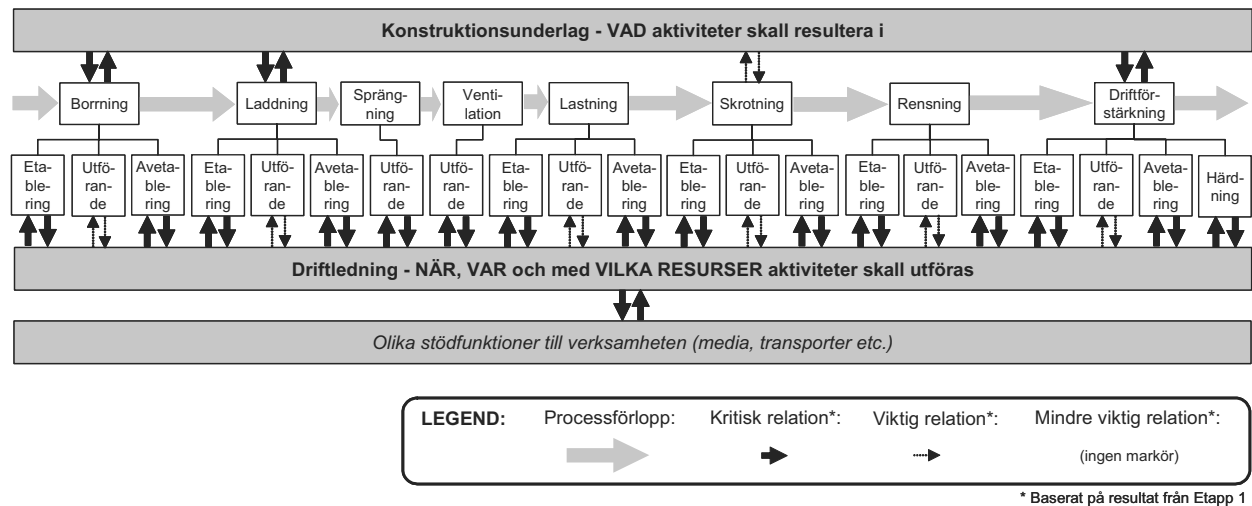 Konstruktionsunderlag - VAD aktiviteter skall resultera i
Borrning
Laddning
Spräng-
ning
Venti-
lation
Lastning
Skrotning
Rensning
Driftför-
stärkning
Eta-
ble-
ring
Utfö-
ran-
de
Aveta-
ble-
ring
Eta-
ble-
ring
Utfö-
ran-
de
Aveta-
ble-
ring
Utfö-
ran-
de
Utfö-
ran-
de
Eta-
ble-
ring
Utfö-
ran-
de
Aveta-
ble-
ring
Eta-
ble-
ring
Utfö-
ran-
de
Aveta-
ble-
ring
Eta-
ble-
ring
Utfö-
ran-
de
Aveta-
ble-
ring
Eta-
ble-
ring
Utfö-
ran-
de
Aveta-
ble-
ring
Härd-
ning
Driftledning - NÄR, VAR och med VILKA RESURSER aktiviteter skall utföras
Olika stödfunktioner till verksamheten (media, transporter etc.)
LEGEND: Processförlopp: Kritisk relation*: Viktig relation*: Mindre viktig relation*:
(ingen markör)
* Baserat på resultat från Etapp 1